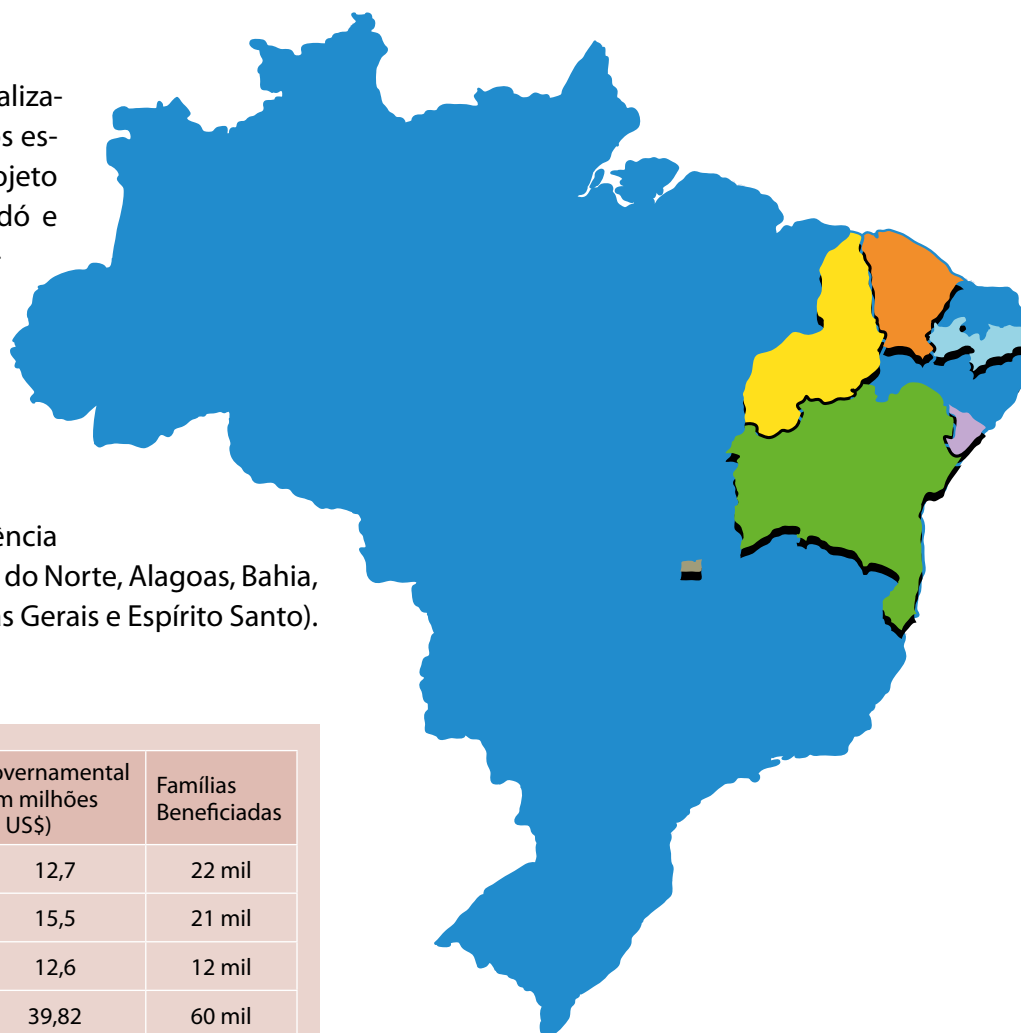 aliza-
s es-
ojeto
dó e
ência
do Norte, Alagoas, Bahia,
as Gerais e Espírito Santo).
overnamental
m milhões
US$)
Famílias
Beneficiadas
12,7 22 mil
15,5 21 mil
12,6 12 mil
39,82 60 mil